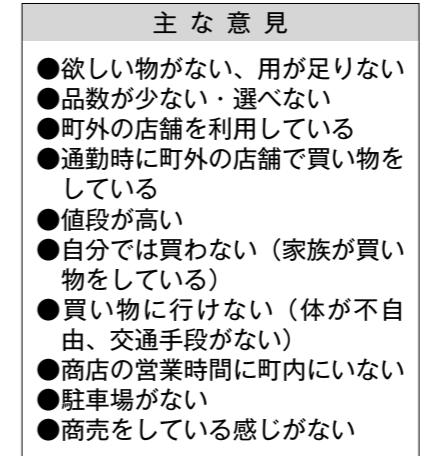 主な意見
●欲しい物がない、用が足りない
●品数が少ない・選べない
●町外の店舗を利用している
●通勤時に町外の店舗で買い物を
している
●値段が高い
●自分では買わない（家族が買い
物をしている）
●買い物に行けない（体が不自
由、交通手段がない）
●商店の営業時間に町内にいない
●駐車場がない
●商売をしている感じがない